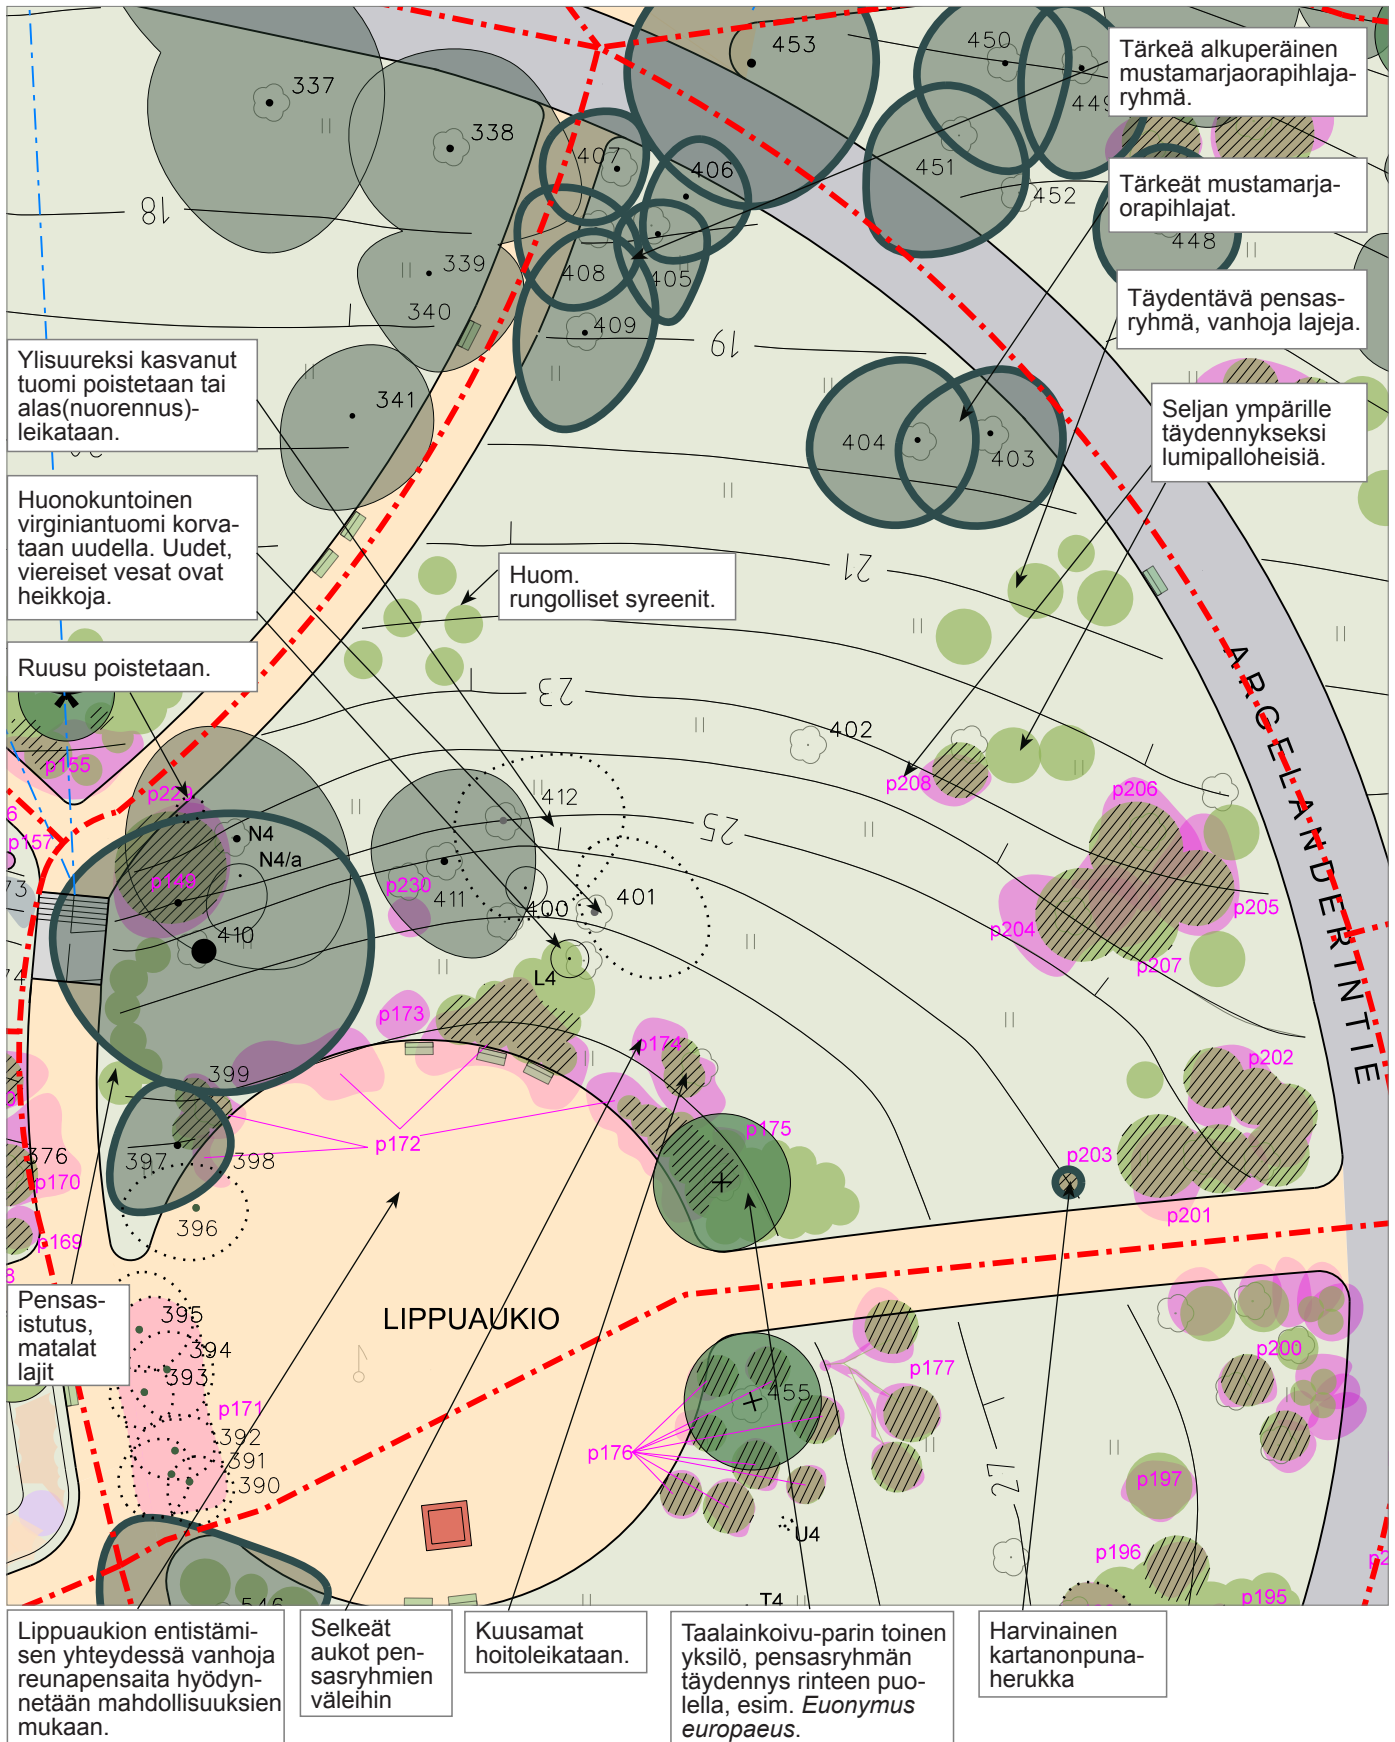 Tärkeä alkuperäinen
mustamarjaorapihlaja-
ryhmä.
Tärkeät mustamarja-
orapihlajat.
Täydentävä pensas-
ryhmä, vanhoja lajeja.
Seljan ympärille
täydennykseksi
lumipalloheisiä.
Ylisuureksi kasvanut
tuomi poistetaan tai
alas(nuorennus)-
leikataan.
Huonokuntoinen
virginiantuomi korva-
taan uudella. Uudet,
viereiset vesat ovat
heikkoja.
Ruusu poistetaan.
Huom.
rungolliset syreenit.
337
338
339
340
341
18
407
406
408
405
409
453
450
449
451
452
448
19
404
403
21
23
25
27
402
412
401
400
411
p230
L4
N4
N4/a
p229
p149
410
p155
p157
p208
p206
p205
p204
p207
p202
p203
p201
ARGELANDERINTIE
p173
p174
p175
p172
399
397
398
396
376
p170
p169
395
394
393
p171
392
391
390
LIPPUAUKIO
455
p176
p177
U4
T4
p200
p197
p196
p195
546
Pensas-
istutus,
matalat
lajit
Lippuaukion entistämi-
sen yhteydessä vanhoja
reunapensaita hyödyn-
netään mahdollisuuksien
mukaan.
Selkeät
aukot pen-
sasryhmien
väleihin
Kuusamat
hoitoleikataan.
Taalainkoivu-parin toinen
yksilö, pensasryhmän
täydennys rinteen puo-
lella, esim. Euonymus
europaeus.
Harvinainen
kartanonpuna-
herukka